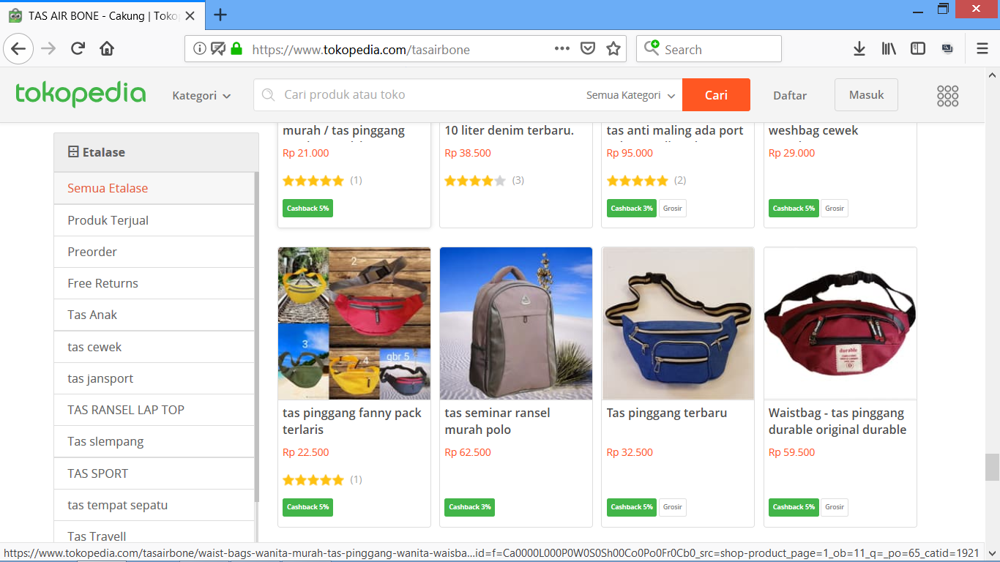 TAS AIR BONE - Cakung | Toko
https://www.tokopedia.com/tasairbone
Search
tokopedia
Kategori
Cari produk atau toko
Semua Kategori
Cari
Daftar
Masuk
Etalase
Semua Etalase
Produk Terjual
Preorder
Free Returns
Tas Anak
tas cewek
tas jansport
TAS RANSEL LAP TOP
Tas slempang
TAS SPORT
tas tempat sepatu
Tas Travell
murah / tas pinggang
Rp 21.000
(1)
Cashback 5%
10 liter denim terbaru.
Rp 38.500
(3)
tas anti maling ada port
Rp 95.000
(2)
Cashback 3% Grosir
weshbag cewek
Rp 29.000
Cashback 5% Grosir
1
2
3
4
gbr 5
tas pinggang fanny pack
terlaris
Rp 22.500
(1)
Cashback 5%
tas seminar ransel
murah polo
Rp 62.500
Cashback 3%
Tas pinggang terbaru
Rp 32.500
Cashback 5% Grosir
durable
Waistbag - tas pinggang
durable original durable
Rp 59.500
Cashback 5% Grosir
https://www.tokopedia.com/tasairbone/waist-bags-wanita-murah-tas-pinggang-wanita-waisba...id=f=Ca0000L000P0W0S0Sh00Co0Po0Fr0Cb0_src=shop-product_page=1_ob=11_q=_po=65_catid=1921